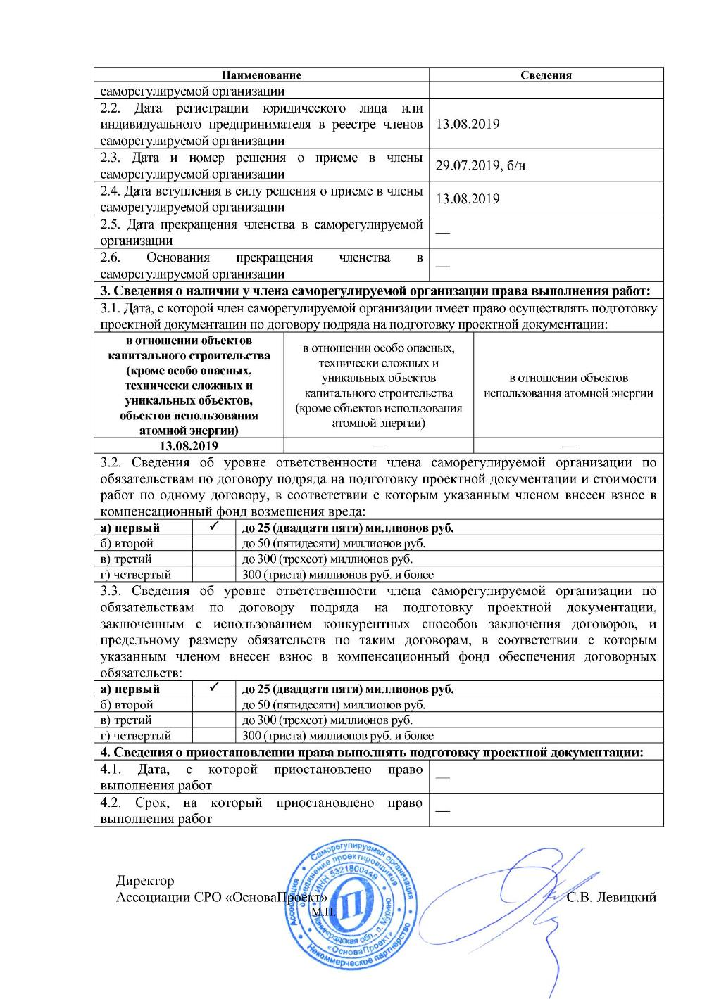 Наименование
Сведения
саморегулируемой организации
2.2. Дата регистрации юридического лица или
индивидуального предпринимателя в реестре членов
саморегулируемой организации
13.08.2019
2.3. Дата и номер решения о приеме в члены
саморегулируемой организации
29.07.2019, б/н
2.4. Дата вступления в силу решения о приеме в члены
саморегулируемой организации
13.08.2019
2.5. Дата прекращения членства в саморегулируемой
организации
—
2.6. Основания прекращения членства в
саморегулируемой организации
—
3. Сведения о наличии у члена саморегулируемой организации права выполнения работ:
3.1. Дата, с которой член саморегулируемой организации имеет право осуществлять подготовку
проектной документации по договору подряда на подготовку проектной документации:
в отношении объектов
капитального строительства
(кроме особо опасных,
технически сложных и
уникальных объектов,
объектов использования
атомной энергии)
в отношении особо опасных,
технически сложных и
уникальных объектов
капитального строительства
(кроме объектов использования
атомной энергии)
в отношении объектов
использования атомной энергии
13.08.2019
—
—
3.2. Сведения об уровне ответственности члена саморегулируемой организации по
обязательствам по договору подряда на подготовку проектной документации и стоимости
работ по одному договору, в соответствии с которым указанным членом внесен взнос в
компенсационный фонд возмещения вреда:
а) первый ✓ до 25 (двадцати пяти) миллионов руб.
б) второй до 50 (пятидесяти) миллионов руб.
в) третий до 300 (трехсот) миллионов руб.
г) четвертый 300 (триста) миллионов руб. и более
3.3. Сведения об уровне ответственности члена саморегулируемой организации по
обязательствам по договору подряда на подготовку проектной документации,
заключенным с использованием конкурентных способов заключения договоров, и
предельному размеру обязательств по таким договорам, в соответствии с которым
указанным членом внесен взнос в компенсационный фонд обеспечения договорных
обязательств:
а) первый ✓ до 25 (двадцати пяти) миллионов руб.
б) второй до 50 (пятидесяти) миллионов руб.
в) третий до 300 (трехсот) миллионов руб.
г) четвертый 300 (триста) миллионов руб. и более
4. Сведения о приостановлении права выполнять подготовку проектной документации:
4.1. Дата, с которой приостановлено право
выполнения работ
—
4.2. Срок, на который приостановлено право
выполнения работ
—
Директор
Ассоциации СРО «ОсноваПроект»
М.П.
С.В. Левицкий
Ассоциация • Саморегулируемая организация •
Некоммерческое партнерство
объединение проектировщиков
«ОсноваПроект»
ИНН 5321800449
Ленинградская обл., п. Мурино
ОП